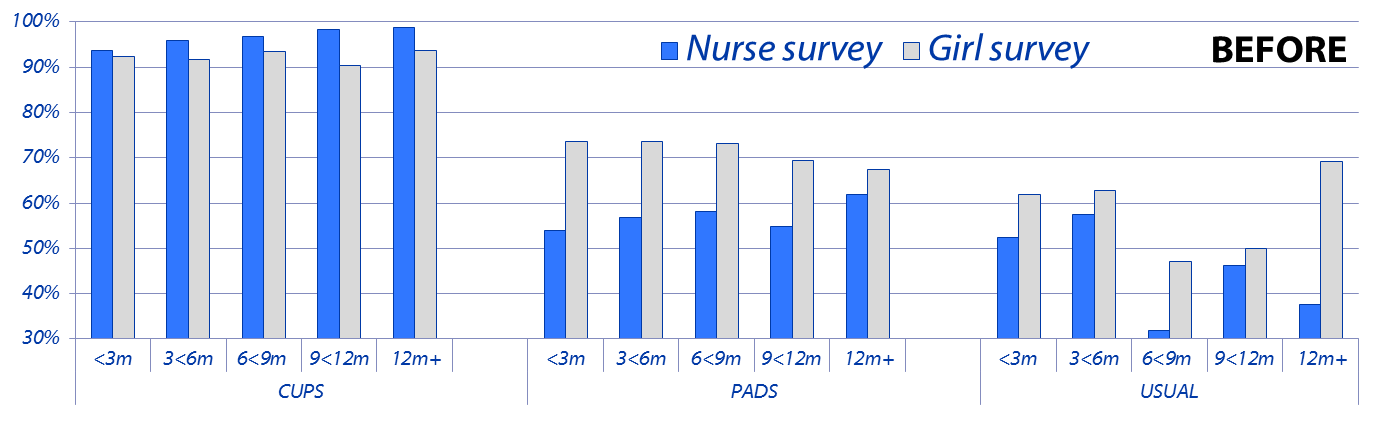 100%
90%
80%
70%
60%
50%
40%
30%
Nurse survey Girl survey
BEFORE
<3m 3<6m 6<9m 9<12m 12m+ <3m 3<6m 6<9m 9<12m 12m+ <3m 3<6m 6<9m 9<12m 12m+
CUPS PADS USUAL